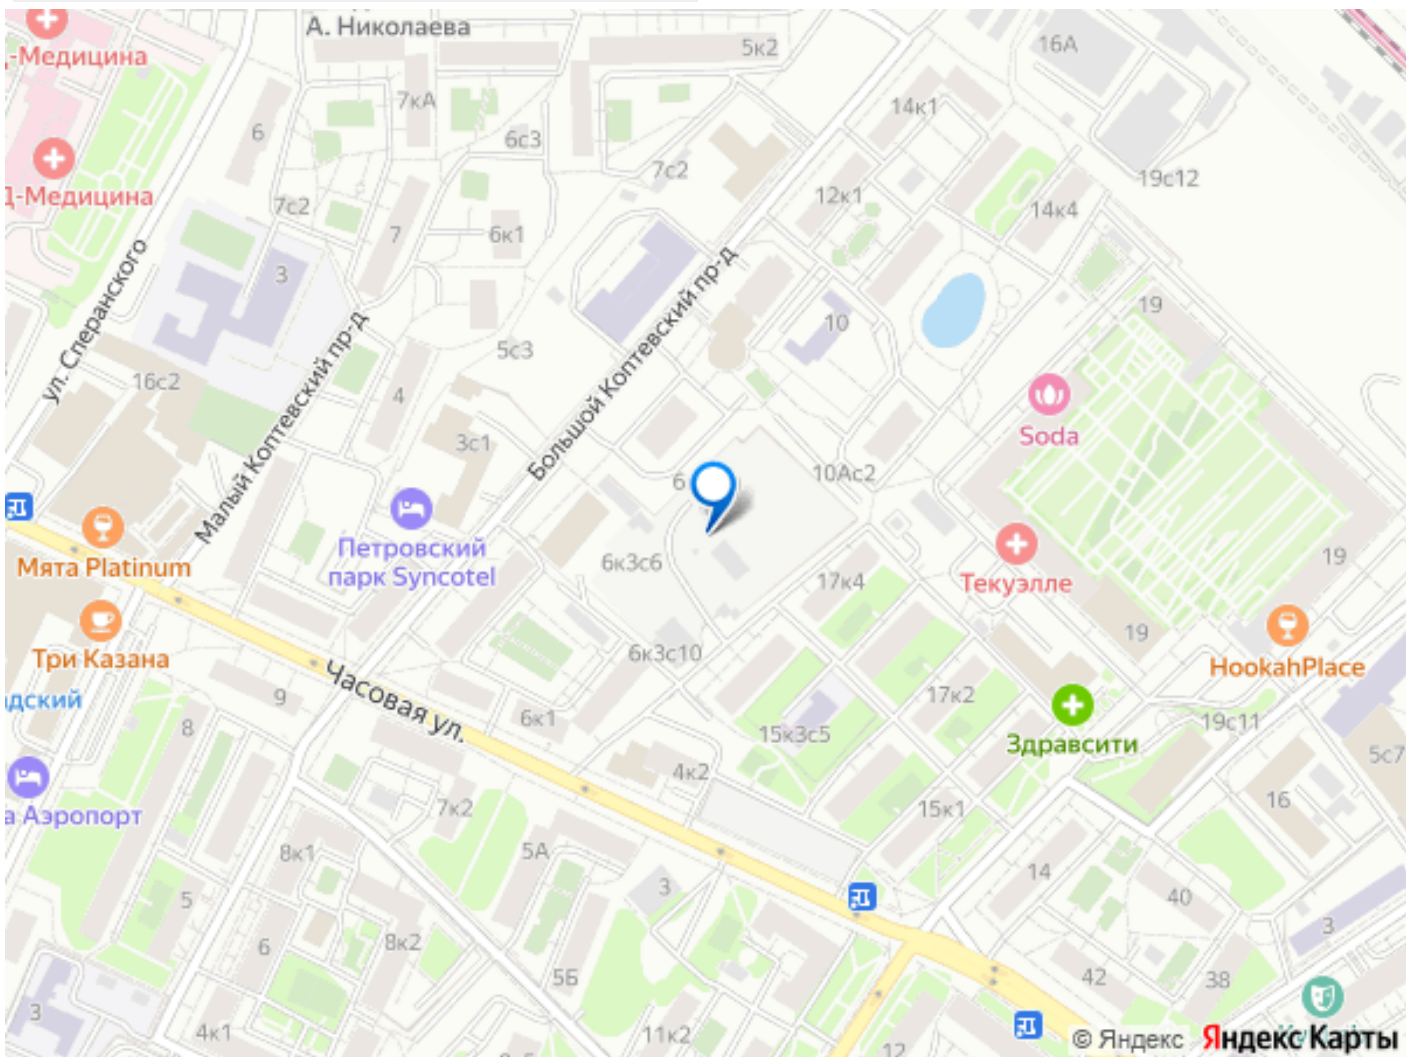 А. Николаева
16А
5к2
-Медицина
7кА
14к1
6
6с3
7с2
19с12
Д-Медицина
12к1
7с2
14к4
7
6к1
ул. Сперанского
3
Большой Коптевский пр-д
19
10
Малый Коптевский пр-д
5с3
16с2
4
Soda
3с1
6
10Ас2
Петровский
парк Syncotel
Мята Platinum
6к3с6
17к4
Текуэлле
19
19
Три Казана
6к3с10
HookahPlace
дский
Часовая ул.
9
17к2
6к1
8
15к3с5
19с11
Здравсити
5с7
4к2
а Аэропорт
7к2
15к1
16
8к1
5А
14
3
40
5
3
6
8к2
5Б
42
38
3
4к1
11к2
12
© Яндекс Яндекс Карты